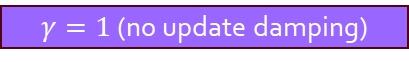 γ = 1 (no update damping)